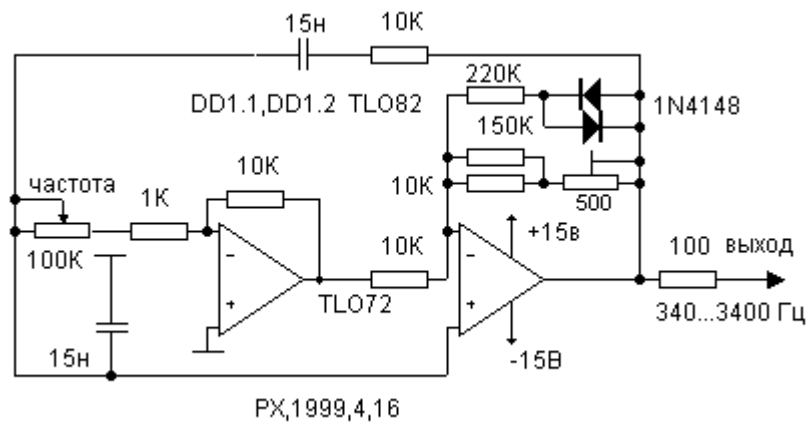 15н
10К
220К
DD1.1,DD1.2 TLO82
1N4148
150К
частота
10К
1К
10К
500
100К
10К
+15в
100 выход
TLO72
340...3400 Гц
15н
-15В
РХ,1999,4,16
−
+
−
+